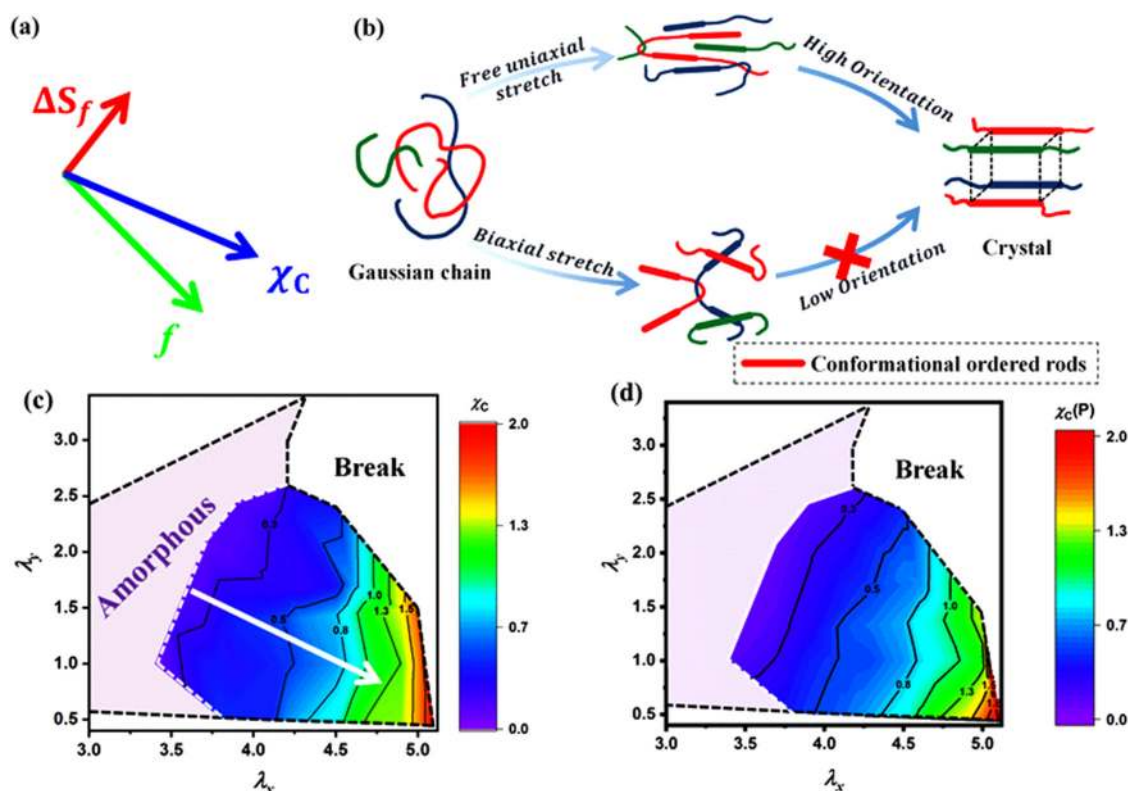 (a)
ΔS_f
χ_C
f
(b)
Free uniaxial
stretch
High Orientation
Gaussian chain
Biaxial stretch
Low Orientation
Crystal
Conformational ordered rods
(c)
χ_C
2.0
1.3
0.7
0.0
Break
Amorphous
0.3
0.5
0.8
1.0
1.3
1.5
λ_y
3.0
2.5
2.0
1.5
1.0
0.5
3.0 3.5 4.0 4.5 5.0
λ_x
(d)
χ_C(P)
2.0
1.3
0.7
0.0
Break
0.3
0.5
0.8
1.0
1.3
λ_y
3.0
2.5
2.0
1.5
1.0
0.5
3.0 3.5 4.0 4.5 5.0
λ_x